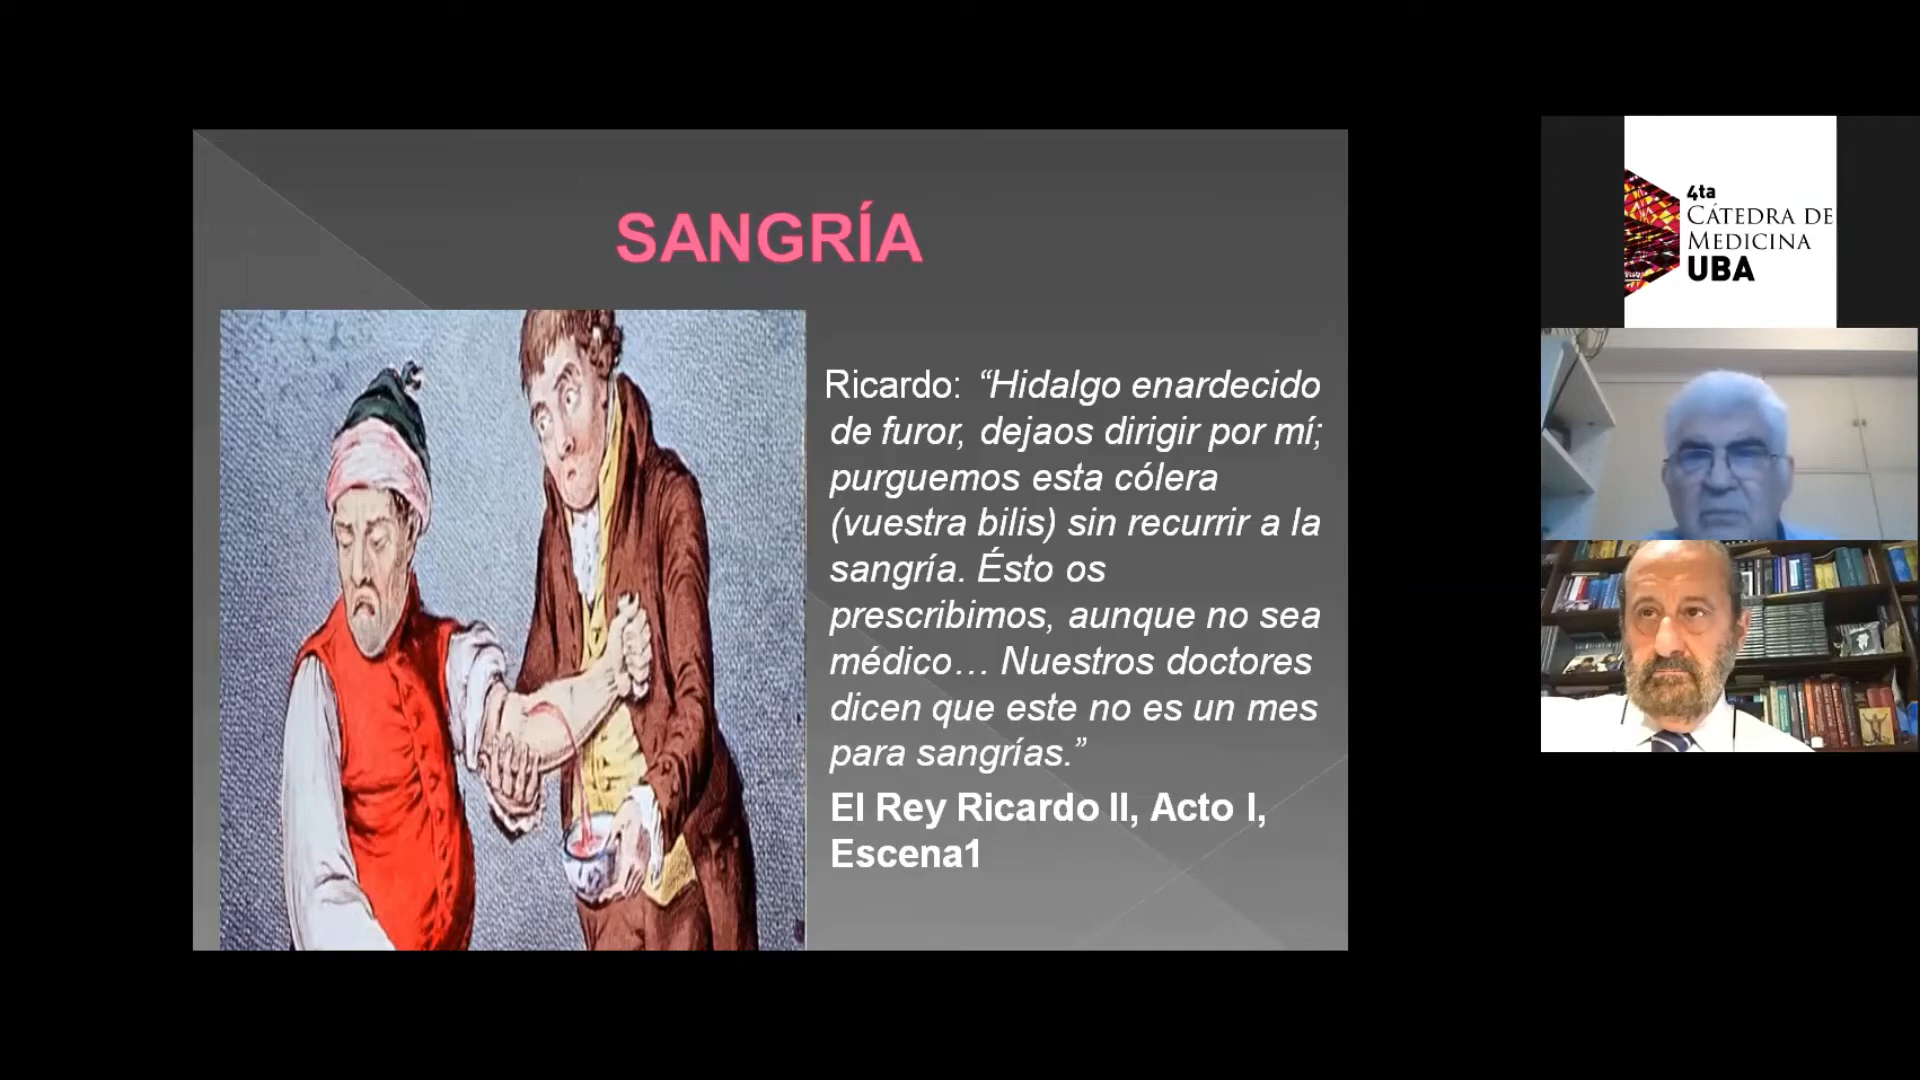 SANGRÍA
Ricardo: “Hidalgo enardecido
de furor, dejaos dirigir por mí;
purguemos esta cólera
(vuestra bilis) sin recurrir a la
sangría. Ésto os
prescribimos, aunque no sea
médico… Nuestros doctores
dicen que este no es un mes
para sangrías.”
El Rey Ricardo II, Acto I,
Escena1
4ta
CÁTEDRA DE
MEDICINA
UBA